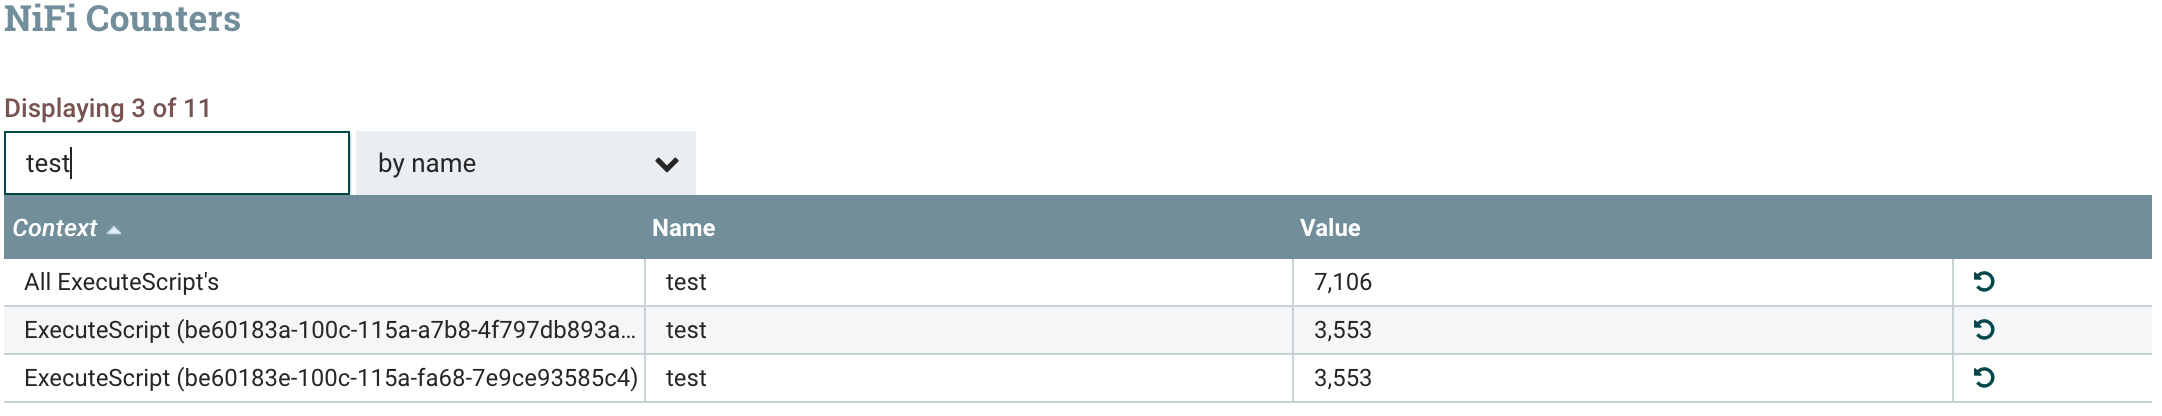 NiFi Counters
Displaying 3 of 11
test by name
Context Name Value
All ExecuteScript's test 7,106
ExecuteScript (be60183a-100c-115a-a7b8-4f797db893a... test 3,553
ExecuteScript (be60183e-100c-115a-fa68-7e9ce93585c4) test 3,553